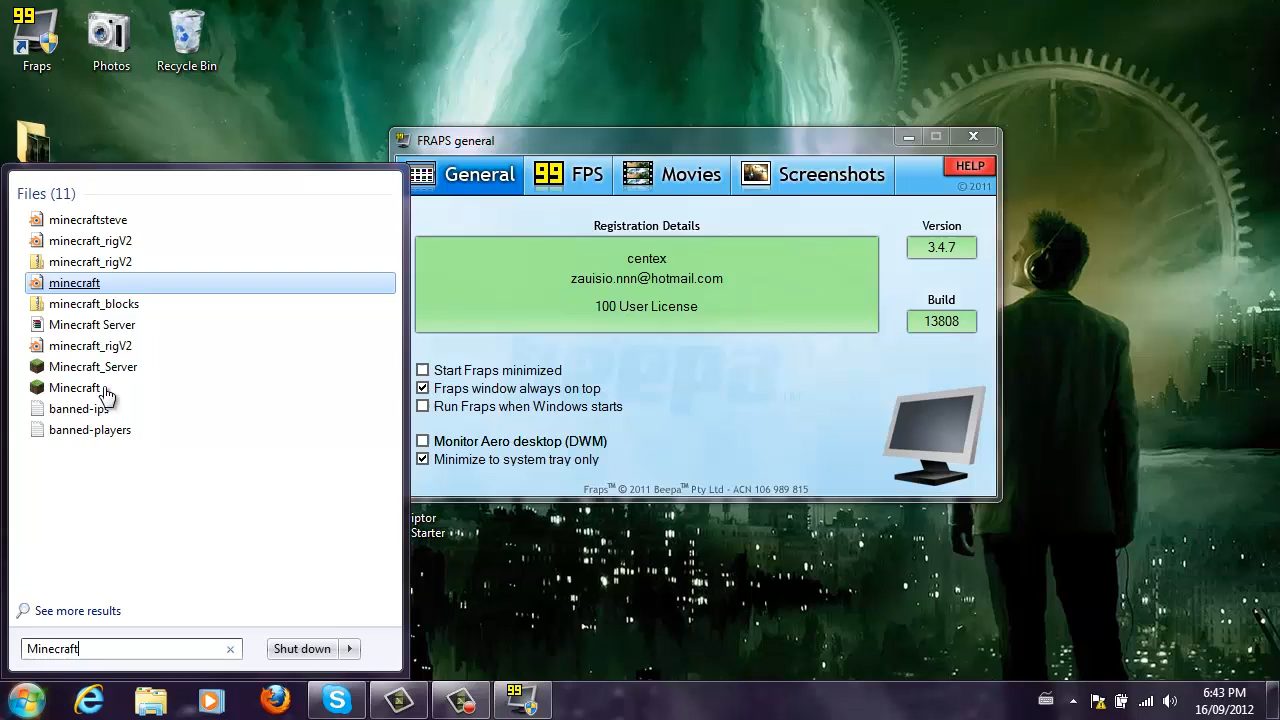 99
Fraps
Photos
Recycle Bin
FRAPS general
General
99
FPS
Movies
Screenshots
HELP
© 2011
Registration Details
centex
zauisio.nnn@hotmail.com
100 User License
Version
3.4.7
Build
13808
Start Fraps minimized
Fraps window always on top
Run Fraps when Windows starts
Monitor Aero desktop (DWM)
Minimize to system tray only
Fraps™ © 2011 Beepa™ Pty Ltd - ACN 106 989 815
beepa
Files (11)
minecraftsteve
minecraft_rigV2
minecraft_rigV2
minecraft
minecraft_blocks
Minecraft Server
minecraft_rigV2
Minecraft_Server
Minecraft
banned-ips
banned-players
See more results
Minecraft
Shut down
iptor
Starter
99
6:43 PM
16/09/2012